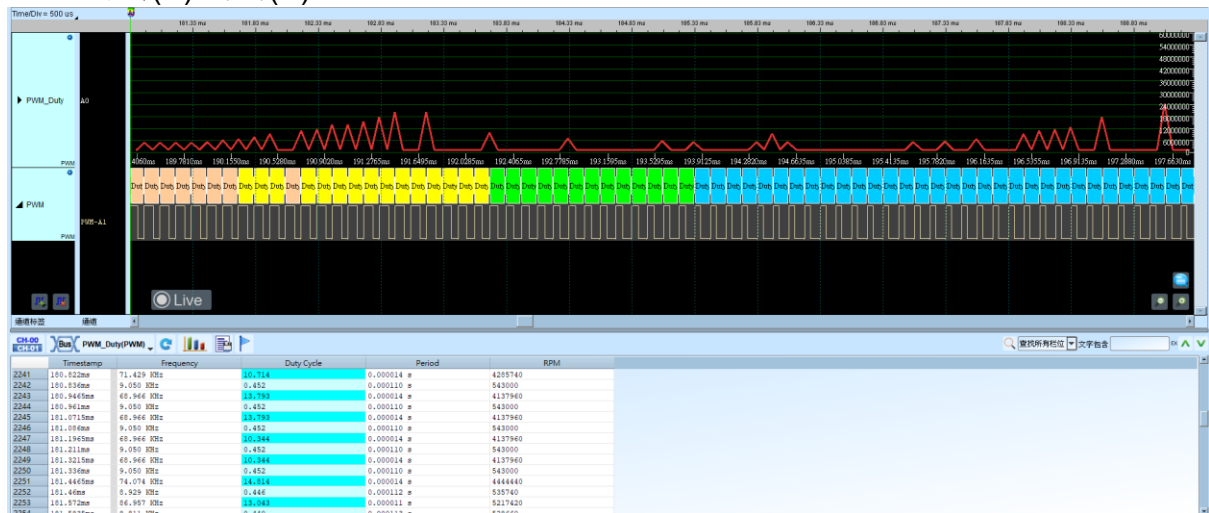 Time/Div = 500 us
181.33 ms 181.83 ms 182.33 ms 182.83 ms 183.33 ms 183.83 ms 184.33 ms 184.83 ms 185.33 ms 185.83 ms 186.33 ms 186.83 ms 187.33 ms 187.83 ms 188.33 ms 188.83 ms
60000000
54000000
48000000
42000000
36000000
30000000
24000000
18000000
12000000
0
PWM_Duty A0
PWM
4060ms 189.7810ms 190.1550ms 190.5280ms 190.9020ms 191.2765ms 191.6495ms 192.0285ms 192.4065ms 192.7785ms 193.1595ms 193.5295ms 193.9125ms 194.2820ms 194.6635ms 195.0385ms 195.4135ms 195.7820ms 196.1635ms 196.5355ms 196.9135ms 197.2880ms 197.6630ms
PWM PWM-A1
PWM
Live
通道标签 通道
CH-00 CH-01 Bus PWM_Duty(PWM) 查找所有栏位 文字包含
Timestamp Frequency Duty Cycle Period RPM
2241 180.822ms 71.429 KHz 10.714 0.000014 s 4285740
2242 180.836ms 9.050 KHz 0.452 0.000110 s 543000
2243 180.9465ms 68.966 KHz 13.793 0.000014 s 4137960
2244 180.961ms 9.050 KHz 0.452 0.000110 s 543000
2245 181.0715ms 68.966 KHz 13.793 0.000014 s 4137960
2246 181.086ms 9.050 KHz 0.452 0.000110 s 543000
2247 181.1965ms 68.966 KHz 10.344 0.000014 s 4137960
2248 181.211ms 9.050 KHz 0.452 0.000110 s 543000
2249 181.3215ms 68.966 KHz 10.344 0.000014 s 4137960
2250 181.336ms 9.050 KHz 0.452 0.000110 s 543000
2251 181.4465ms 74.074 KHz 14.814 0.000014 s 4444440
2252 181.46ms 8.929 KHz 0.446 0.000112 s 535740
2253 181.572ms 86.957 KHz 13.043 0.000011 s 5217420